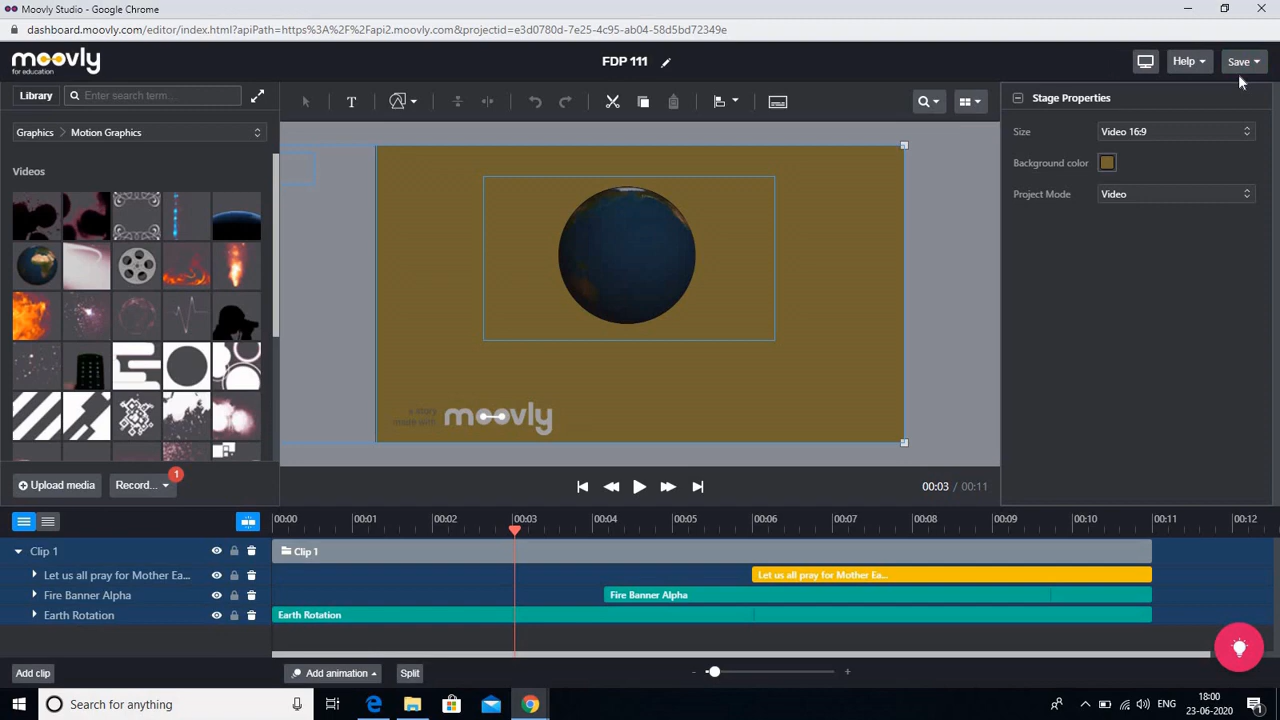 Moovly Studio - Google Chrome
dashboard.moovly.com/editor/index.html?apiPath=https%3A%2F%2Fapi2.moovly.com&projectid=e3d0780d-7e25-4c95-ab04-58d5bd72349e
moovly
for education
FDP 111
Help
Save
Library
Enter search term...
T
Stage Properties
Graphics > Motion Graphics
Size
Video 16:9
Background color
Project Mode
Video
Videos
a story
made with
moovly
Upload media
Record...
1
00:03 / 00:11
00:00 00:01 00:02 00:03 00:04 00:05 00:06 00:07 00:08 00:09 00:10 00:11 00:12
Clip 1
Clip 1
Let us all pray for Mother Ea...
Let us all pray for Mother Ea...
Fire Banner Alpha
Fire Banner Alpha
Earth Rotation
Earth Rotation
Add clip
Add animation
Split
- +
Search for anything
ENG
18:00
23-06-2020
1